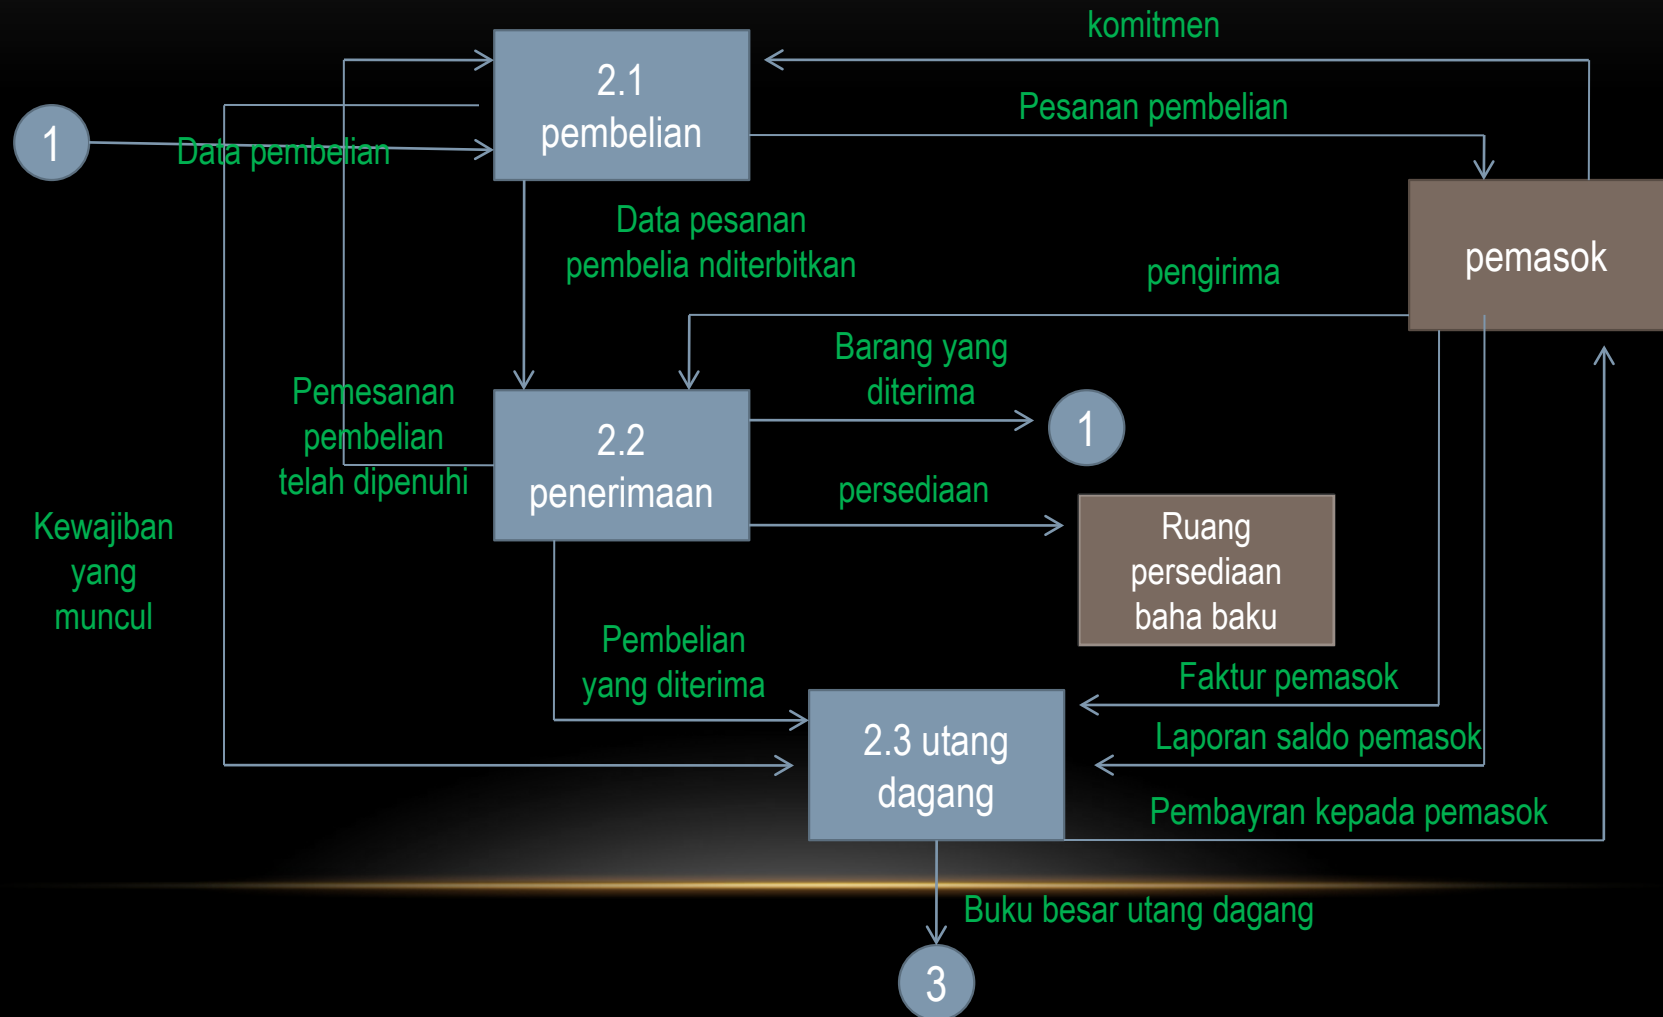 komitmen
2.1
pembelian
Pesanan pembelian
1
Data pembelian
Data pesanan
pembelia nditerbitkan
pemasok
pengirima
Barang yang
diterima
1
Pemesanan
pembelian
telah dipenuhi
2.2
penerimaan
persediaan
Kewajiban
yang
muncul
Ruang
persediaan
baha baku
Pembelian
yang diterima
Faktur pemasok
2.3 utang
dagang
Laporan saldo pemasok
Pembayran kepada pemasok
Buku besar utang dagang
3